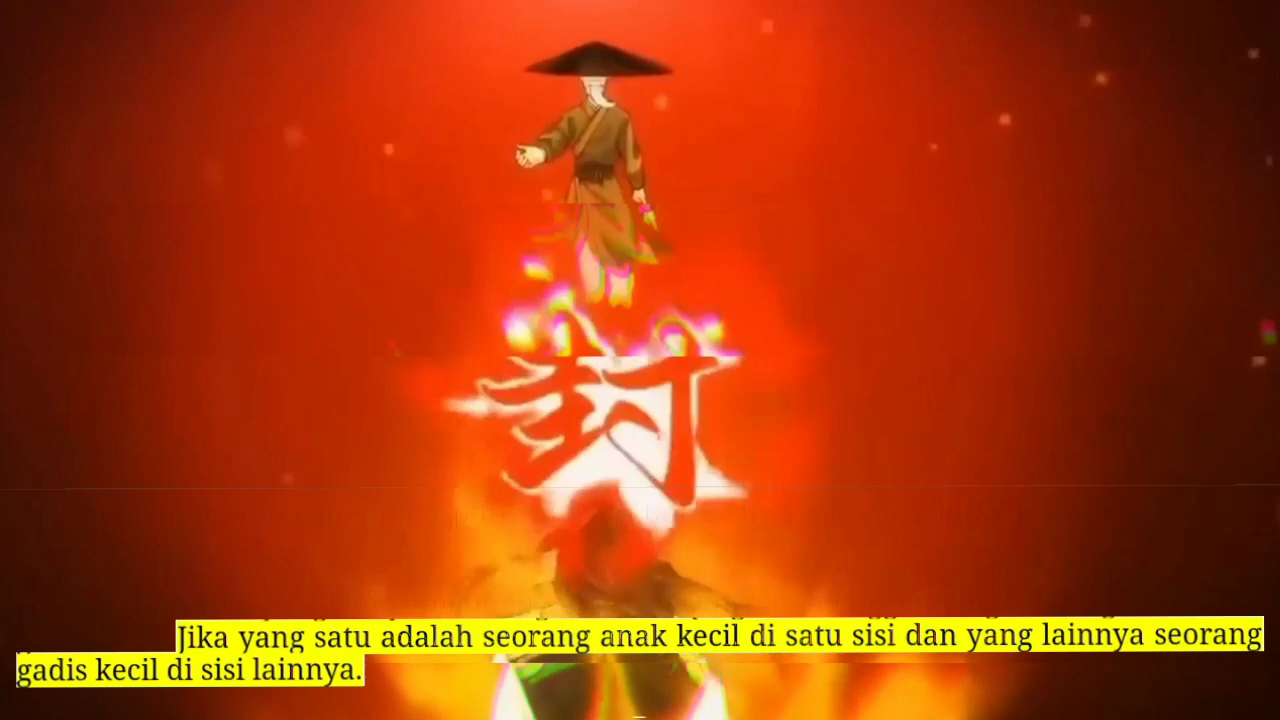 封
Jika yang satu adalah seorang anak kecil di satu sisi dan yang lainnya seorang
gadis kecil di sisi lainnya.